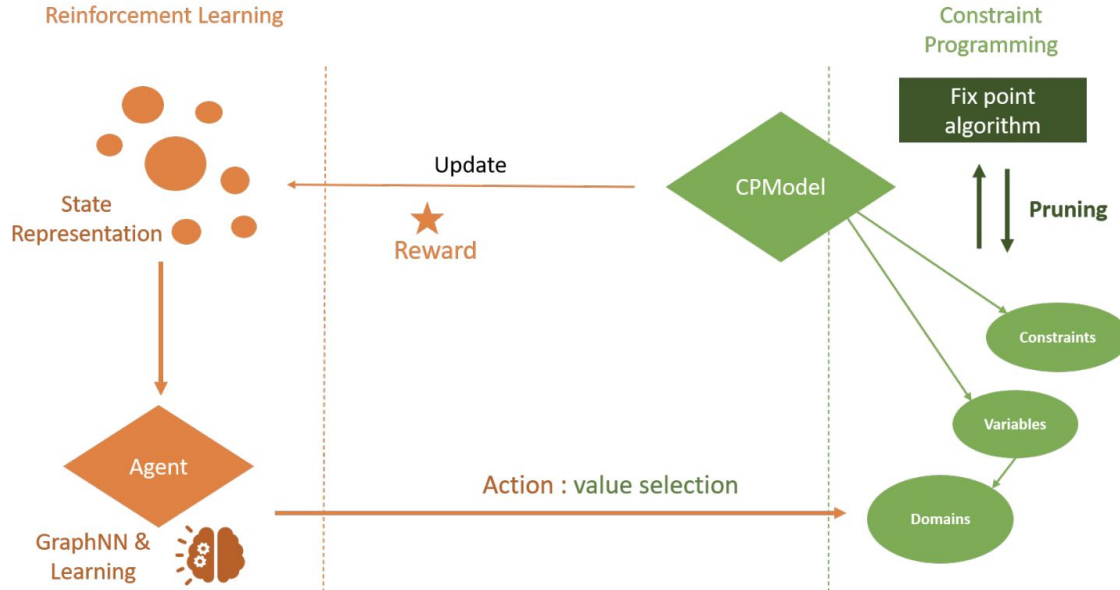 Reinforcement Learning
Constraint
Programming
Fix point
algorithm
Update
CPModel
Pruning
State
Representation
Reward
Constraints
Variables
Agent
Action : value selection
Domains
GraphNN &
Learning